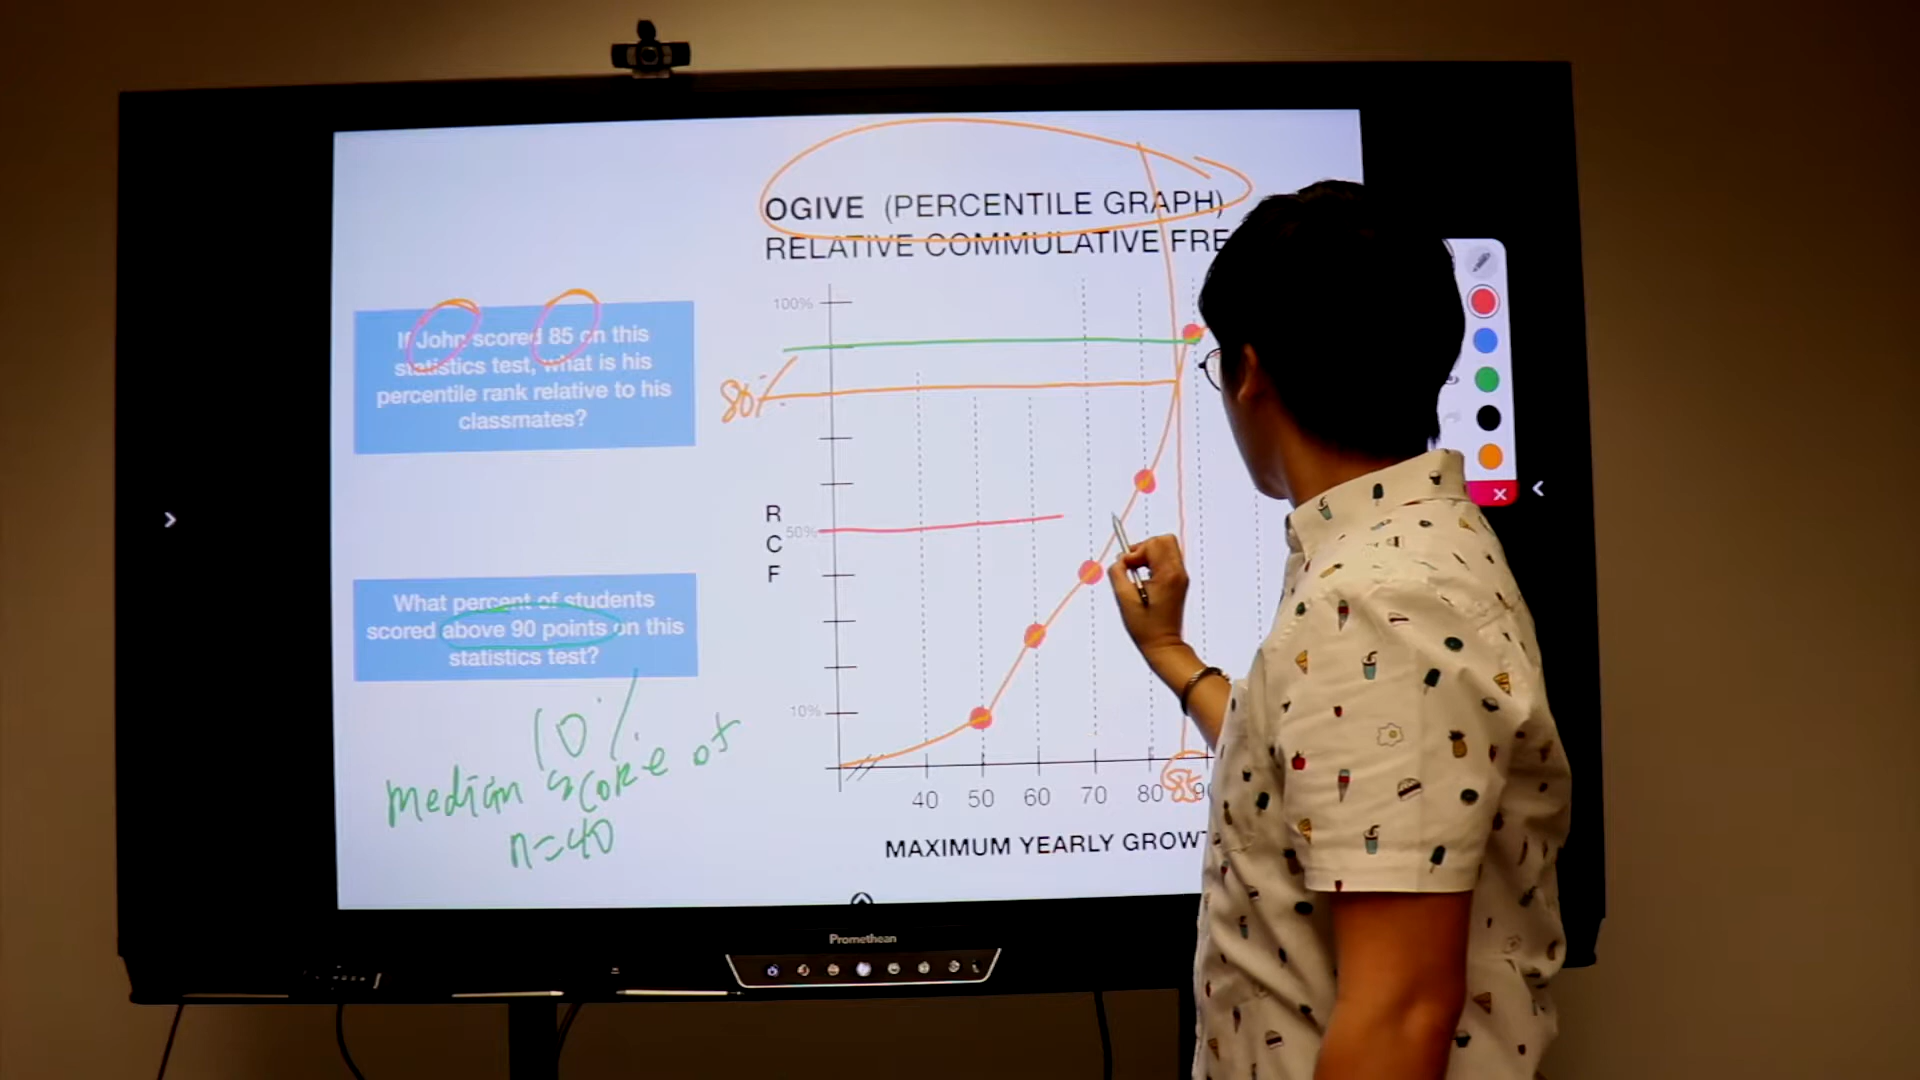 OGIVE (PERCENTILE GRAPH)
RELATIVE COMMULATIVE FRE
If John scored 85 on this
statistics test, what is his
percentile rank relative to his
classmates?
What percent of students
scored above 90 points on this
statistics test?
10%
median score of
n=40
100%
R
C
F
50%
10%
40 50 60 70 80 85 90
MAXIMUM YEARLY GROWT
Promethean